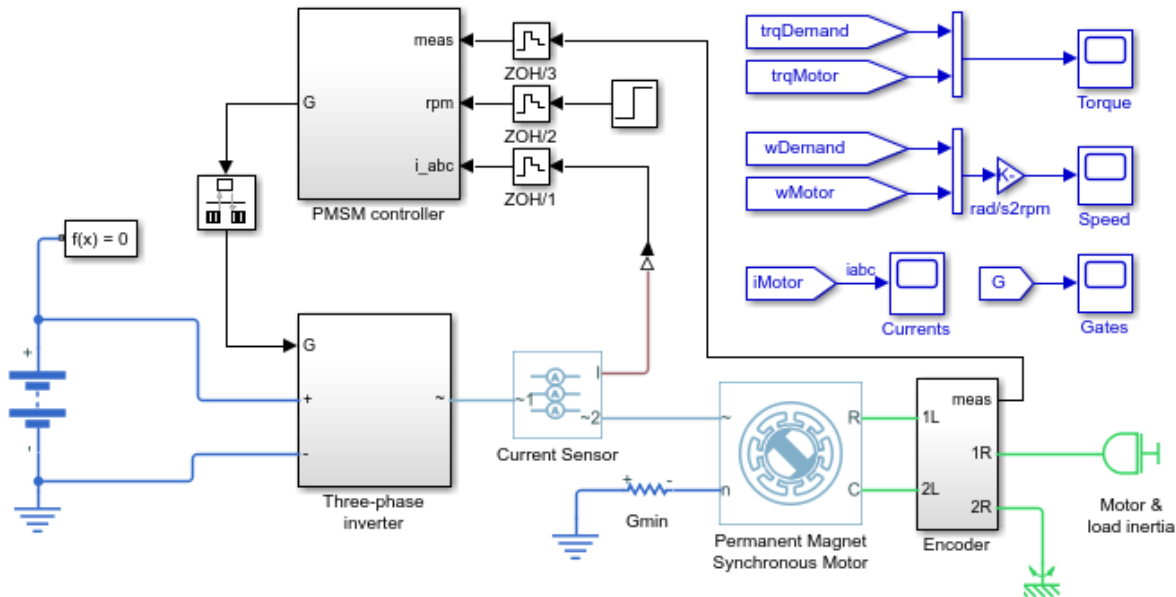 meas
ZOH/3
rpm
G
ZOH/2
i_abc
ZOH/1
PMSM controller
f(x) = 0
trqDemand
trqMotor
Torque
wDemand
wMotor
K-
rad/s2rpm
Speed
iMotor
iabc
Currents
G
Gates
+
-
G
+
-
~
Three-phase
inverter
~1
A
A
A
I
~2
Current Sensor
+
-
Gmin
~
n
R
C
Permanent Magnet
Synchronous Motor
meas
1L
1R
2L
2R
Encoder
Motor &
load inertia